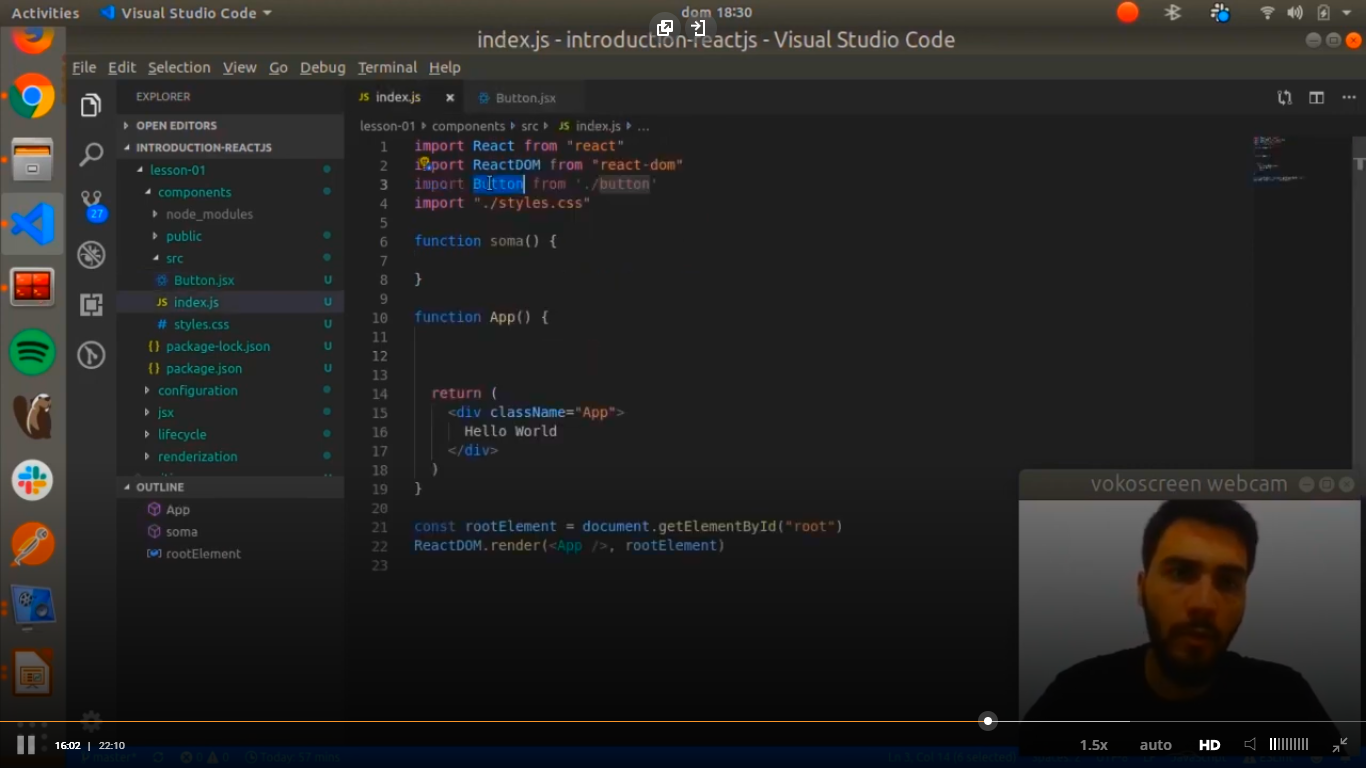 Activities Visual Studio Code dom 18:30
index.js - introduction-reactjs - Visual Studio Code
File Edit Selection View Go Debug Terminal Help
EXPLORER
OPEN EDITORS
INTRODUCTION-REACTJS
lesson-01
components
node_modules
public
src
Button.jsx U
JS index.js U
# styles.css U
{} package-lock.json U
{} package.json U
configuration
jsx
lifecycle
renderization
OUTLINE
App
soma
rootElement
27
JS index.js Button.jsx
lesson-01 components src JS index.js ...
1 import React from "react"
2 import ReactDOM from "react-dom"
3 import Button from './button'
4 import "./styles.css"
5
6 function soma() {
7
8 }
9
10 function App() {
11
12
13
14 return (
15 <div className="App">
16 Hello World
17 </div>
18 )
19 }
20
21 const rootElement = document.getElementById("root")
22 ReactDOM.render(<App />, rootElement)
23
vokoscreen webcam
16:02 | 22:10
1.5x auto HD